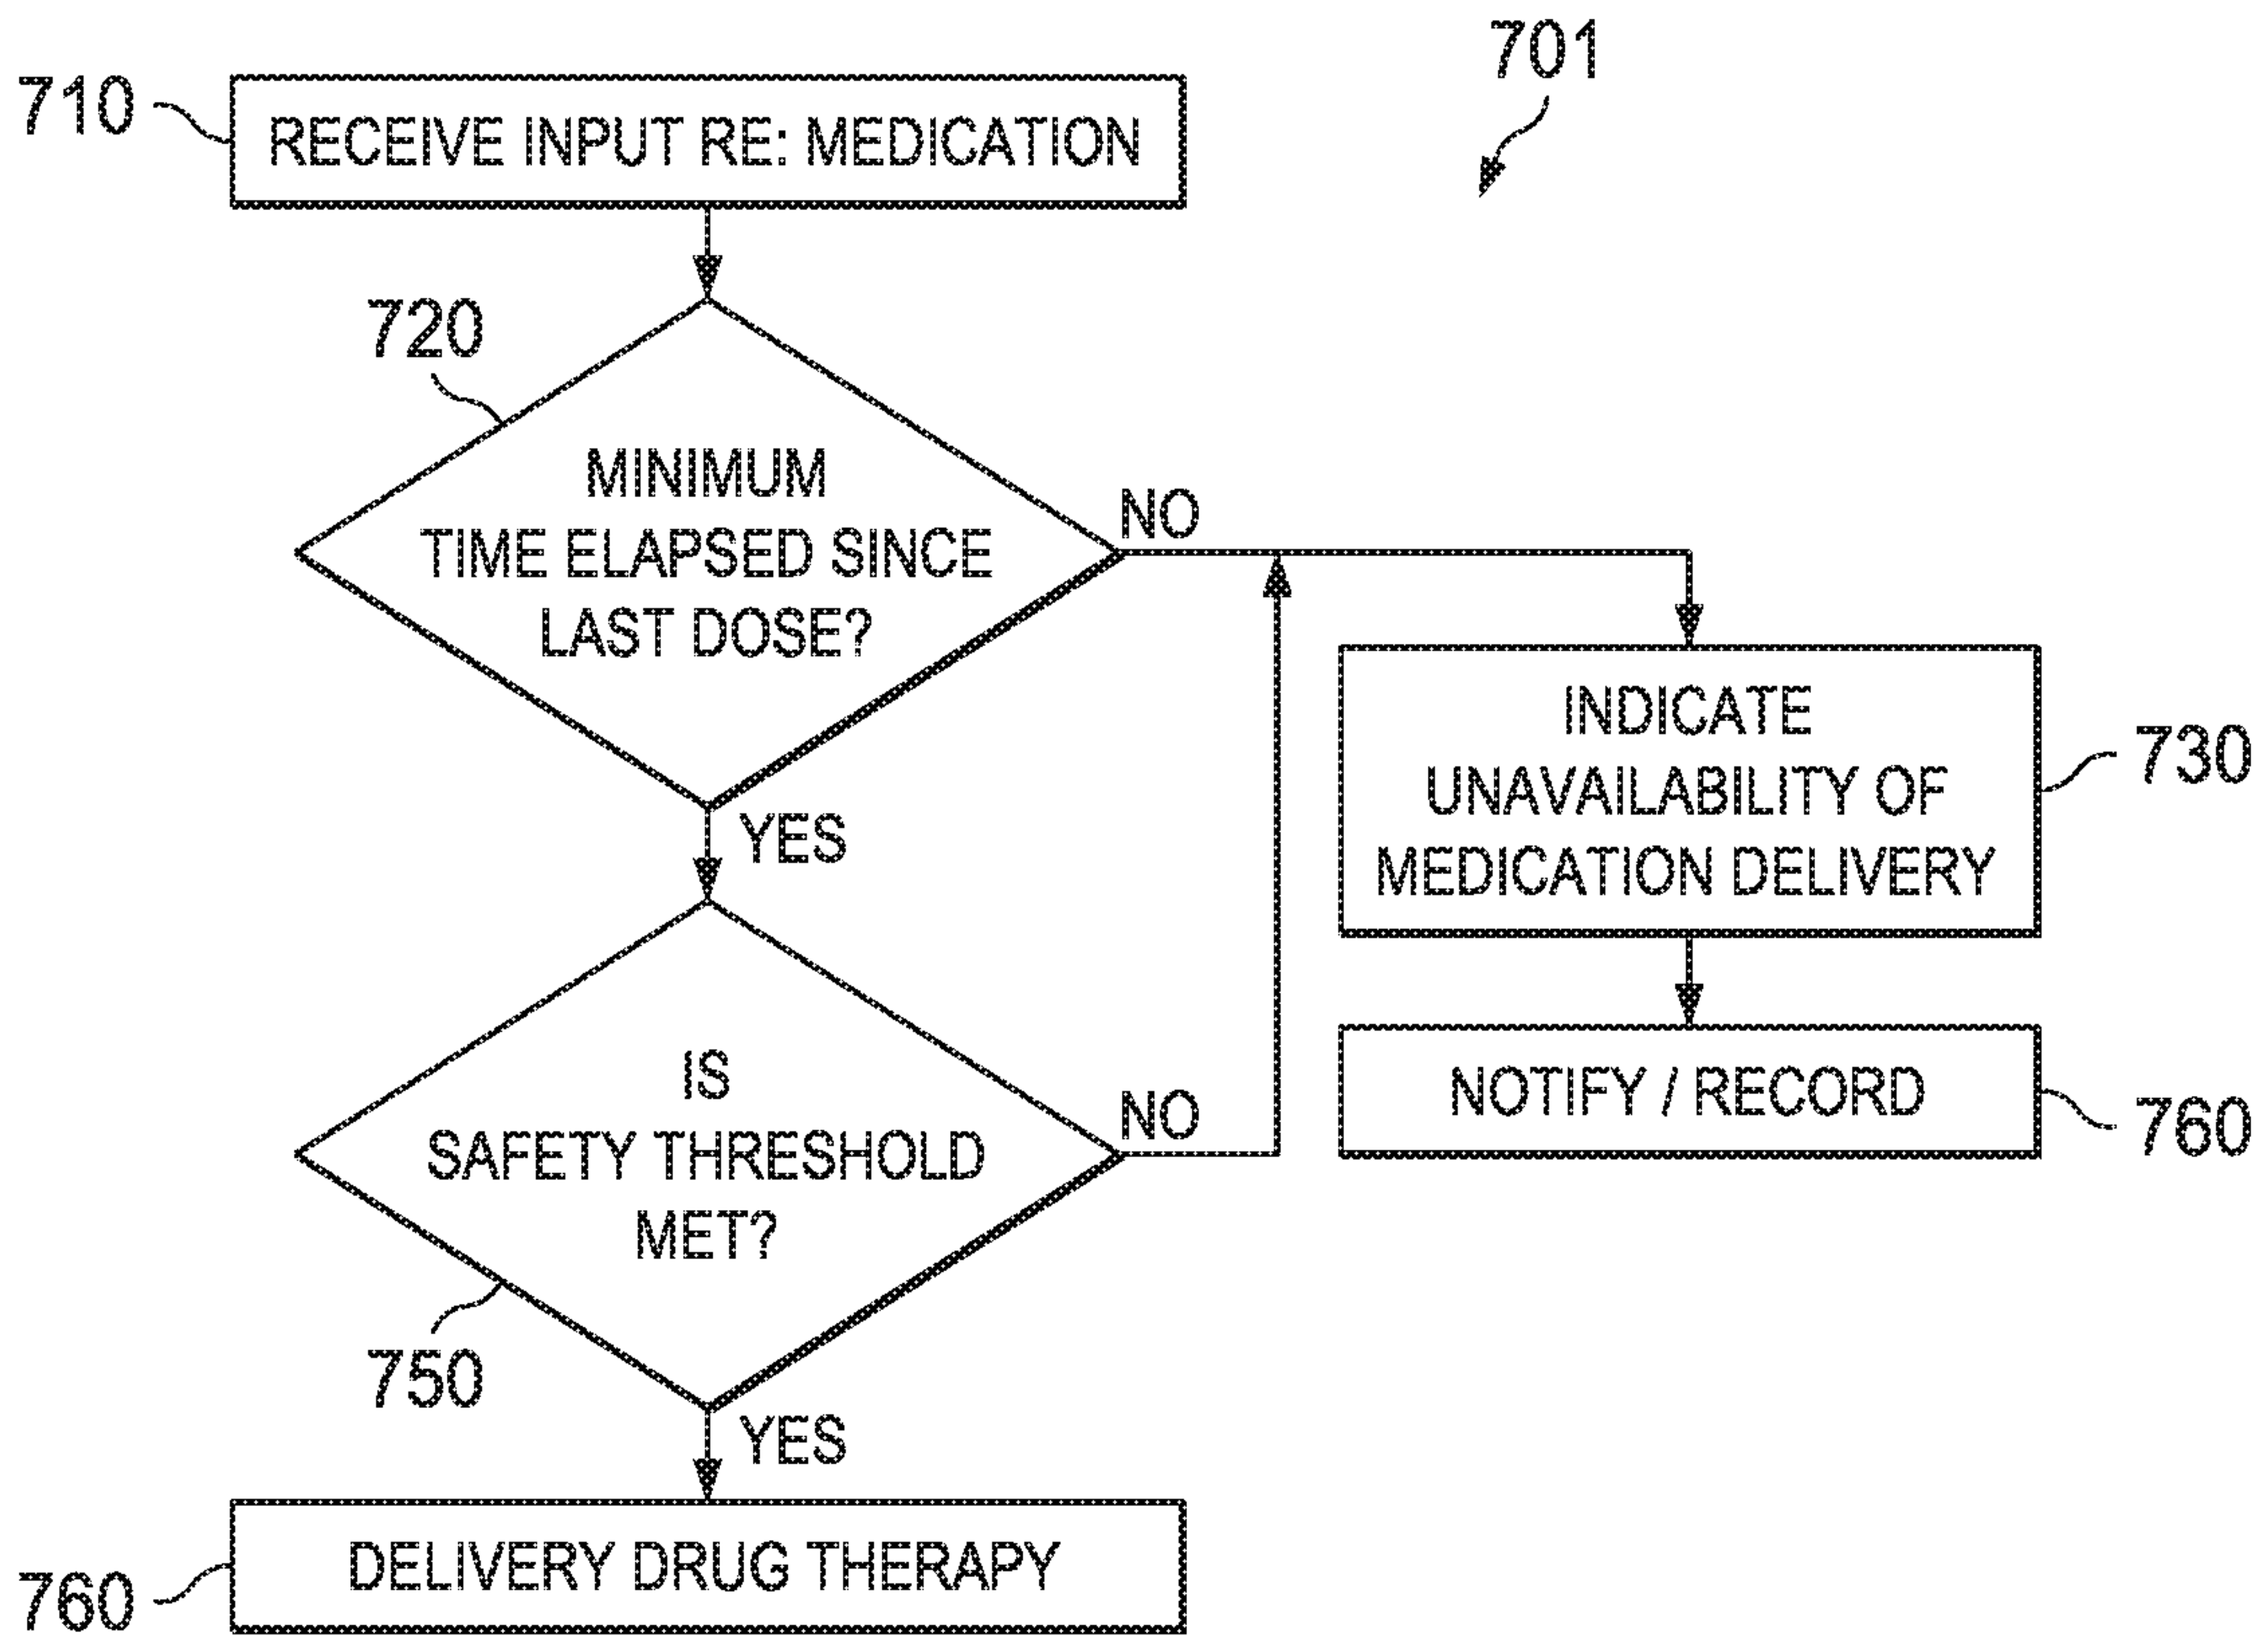 701
710
RECEIVE INPUT RE: MEDICATION
720
MINIMUM
TIME ELAPSED SINCE
LAST DOSE?
NO
YES
INDICATE
UNAVAILABILITY OF
MEDICATION DELIVERY
730
NOTIFY / RECORD
760
IS
SAFETY THRESHOLD
MET?
NO
750
YES
DELIVERY DRUG THERAPY
760